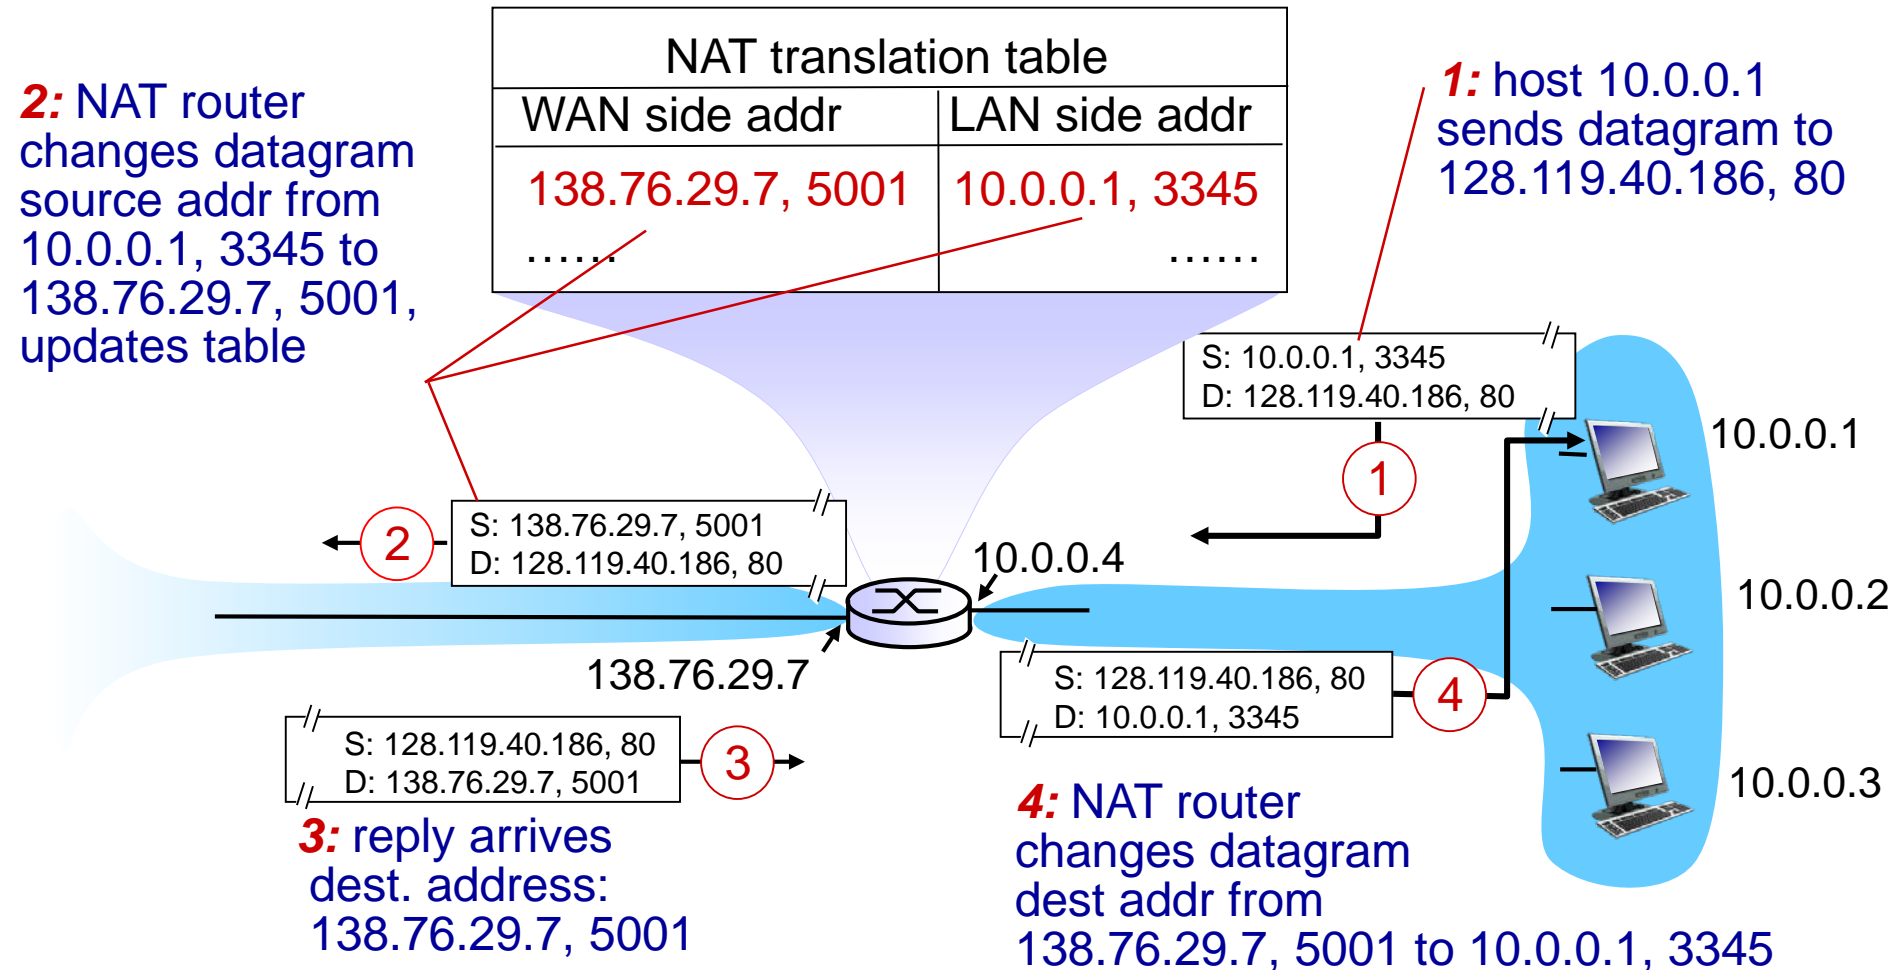 NAT translation table
WAN side addr LAN side addr
138.76.29.7, 5001 10.0.0.1, 3345
...... ......
1: host 10.0.0.1
sends datagram to
128.119.40.186, 80
2: NAT router
changes datagram
source addr from
10.0.0.1, 3345 to
138.76.29.7, 5001,
updates table
S: 10.0.0.1, 3345
D: 128.119.40.186, 80
1
10.0.0.1
S: 138.76.29.7, 5001
D: 128.119.40.186, 80
2
10.0.0.4
10.0.0.2
138.76.29.7
S: 128.119.40.186, 80
D: 10.0.0.1, 3345
4
S: 128.119.40.186, 80
D: 138.76.29.7, 5001
3
10.0.0.3
3: reply arrives
dest. address:
138.76.29.7, 5001
4: NAT router
changes datagram
dest addr from
138.76.29.7, 5001 to 10.0.0.1, 3345